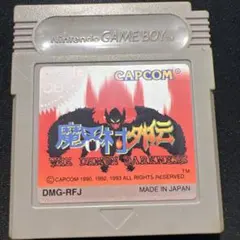 Nintendo GAME BOY
CAPCOM
魔界村外伝
THE DEMON DARKNESS
TM
© CAPCOM 1990, 1992, 1993 ALL RIGHTS RESERVED.
DMG-RFJ
MADE IN JAPAN